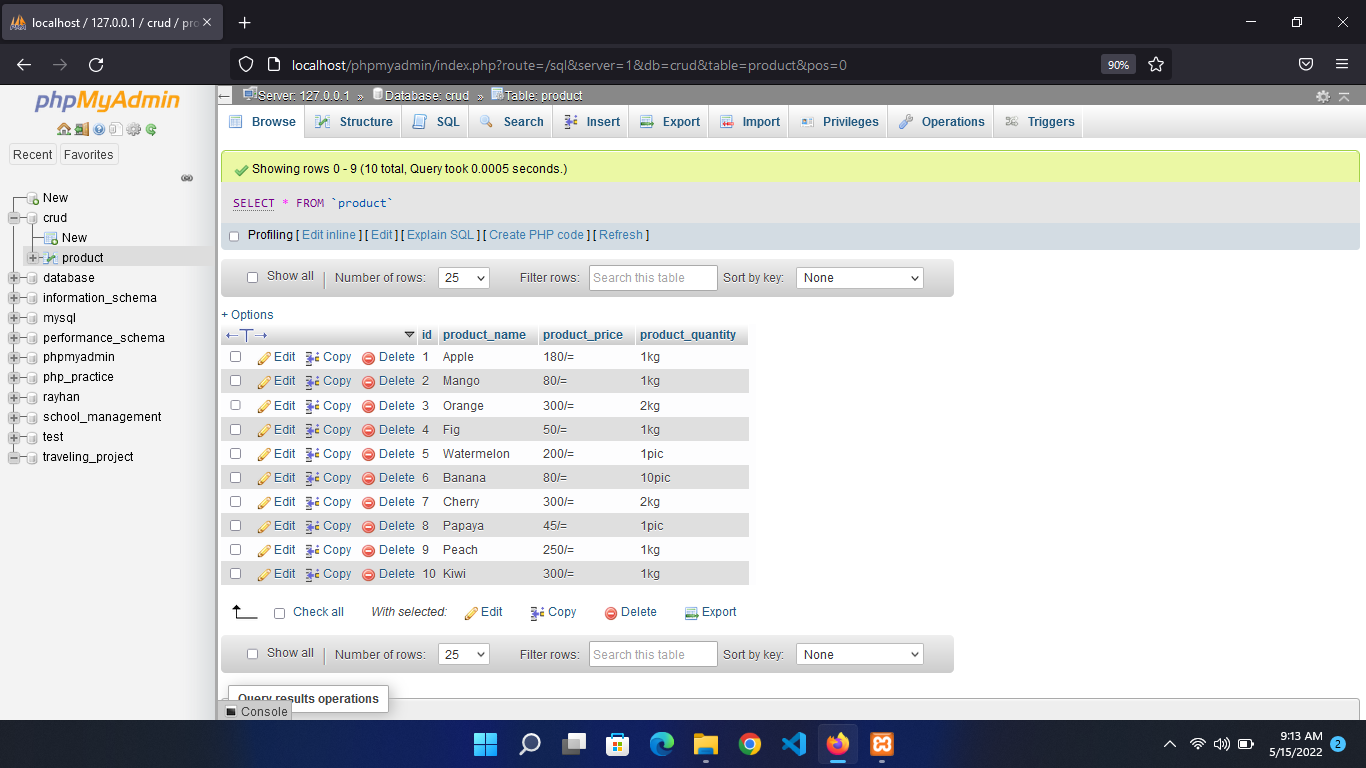 localhost / 127.0.0.1 / crud / pro
localhost/phpmyadmin/index.php?route=/sql&server=1&db=crud&table=product&pos=0
90%
phpMyAdmin
Recent Favorites
New
crud
New
product
database
information_schema
mysql
performance_schema
phpmyadmin
php_practice
rayhan
school_management
test
traveling_project
Server: 127.0.0.1 » Database: crud » Table: product
Browse Structure SQL Search Insert Export Import Privileges Operations Triggers
Showing rows 0 - 9 (10 total, Query took 0.0005 seconds.)
SELECT * FROM `product`
Profiling [ Edit inline ] [ Edit ] [ Explain SQL ] [ Create PHP code ] [ Refresh ]
Show all Number of rows: 25 Filter rows: Search this table Sort by key: None
+ Options
←T→ id product_name product_price product_quantity
Edit Copy Delete 1 Apple 180/= 1kg
Edit Copy Delete 2 Mango 80/= 1kg
Edit Copy Delete 3 Orange 300/= 2kg
Edit Copy Delete 4 Fig 50/= 1kg
Edit Copy Delete 5 Watermelon 200/= 1pic
Edit Copy Delete 6 Banana 80/= 10pic
Edit Copy Delete 7 Cherry 300/= 2kg
Edit Copy Delete 8 Papaya 45/= 1pic
Edit Copy Delete 9 Peach 250/= 1kg
Edit Copy Delete 10 Kiwi 300/= 1kg
Check all With selected: Edit Copy Delete Export
Show all Number of rows: 25 Filter rows: Search this table Sort by key: None
Query results operations
Console
9:13 AM
5/15/2022
2